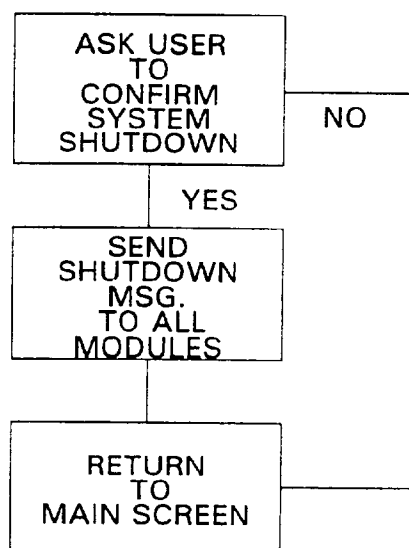 ASK USER
TO
CONFIRM
SYSTEM
SHUTDOWN
NO
YES
SEND
SHUTDOWN
MSG.
TO ALL
MODULES
RETURN
TO
MAIN SCREEN